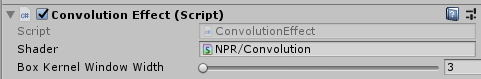 Convolution Effect (Script)
Script ConvolutionEffect
Shader NPR/Convolution
Box Kernel Window Width 3